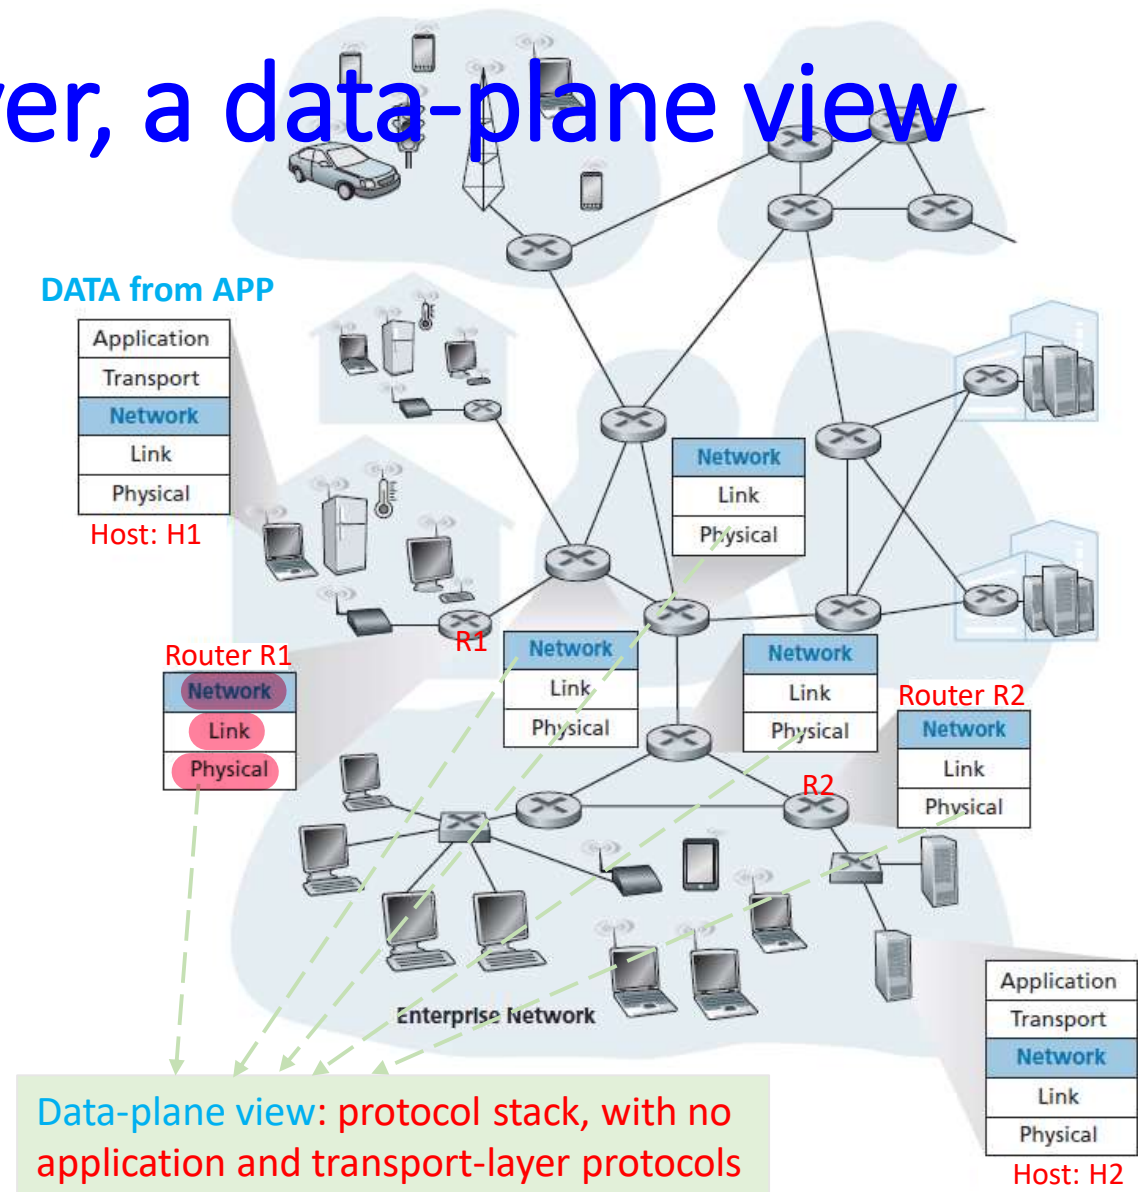 er, a data-plane view
DATA from APP
Application
Transport
Network
Link
Physical
Host: H1
Network
Link
Physical
R1
Router R1
Network
Link
Physical
Network
Link
Physical
Network
Link
Physical
Router R2
Network
Link
Physical
R2
Enterprise Network
Application
Transport
Network
Link
Physical
Host: H2
Data-plane view: protocol stack, with no
application and transport-layer protocols